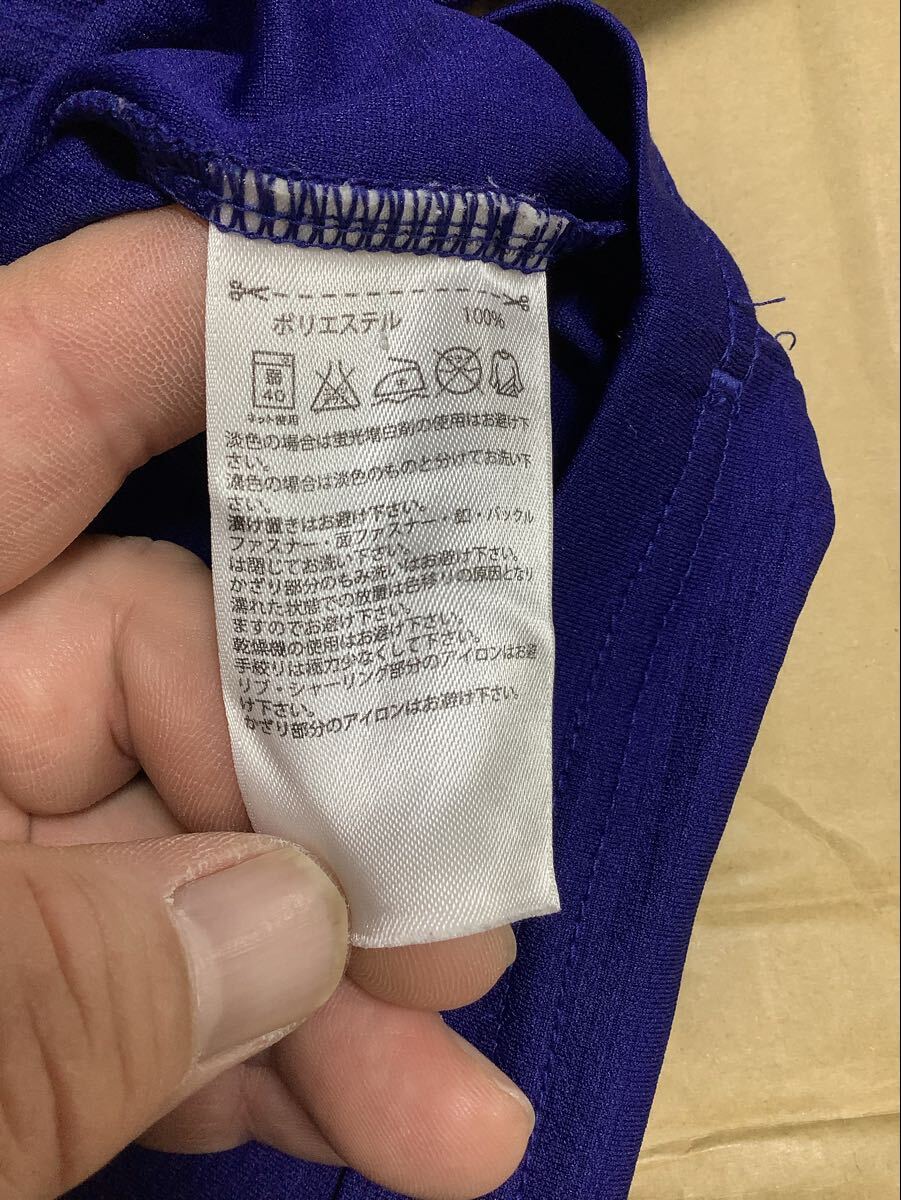 ポリエステル 100%
弱
40
ネット使用
淡色の場合は蛍光増白剤の使用はお避け下
さい。
濃色の場合は淡色のものと分けてお洗い下
さい。
漬け置きはお避け下さい。
ファスナー・面ファスナー・釦・バックル
は閉じてお洗い下さい。
かざり部分のもみ洗いはお避け下さい。
濡れた状態での放置は色移りの原因となり
ますのでお避け下さい。
乾燥機の使用はお避け下さい。
手絞りは極力少なくして下さい。
リブ・シャーリング部分のアイロンはお避
け下さい。
かざり部分のアイロンはお避け下さい。